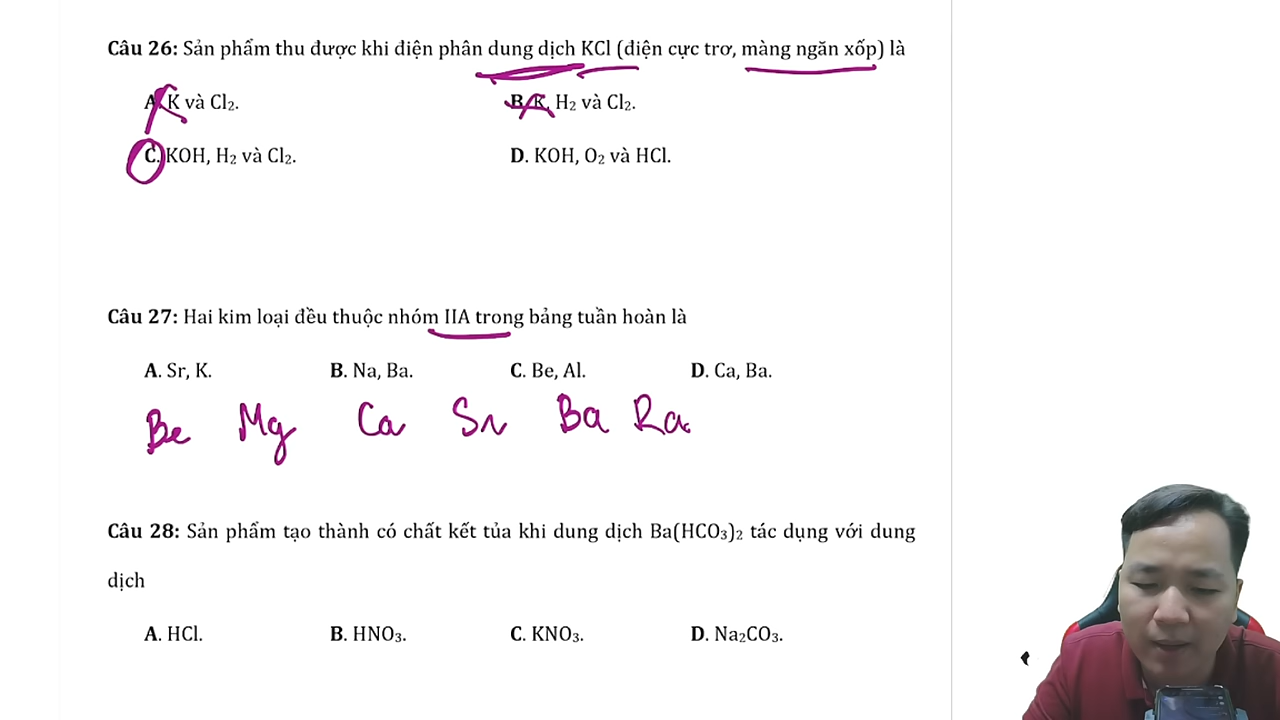 Câu 26: Sản phẩm thu được khi điện phân dung dịch KCl (điện cực trơ, màng ngăn xốp) là
A. K và Cl₂. B. K, H₂ và Cl₂.
C. KOH, H₂ và Cl₂. D. KOH, O₂ và HCl.
Câu 27: Hai kim loại đều thuộc nhóm IIA trong bảng tuần hoàn là
A. Sr, K. B. Na, Ba. C. Be, Al. D. Ca, Ba.
Be Mg Ca Sr Ba Ra
Câu 28: Sản phẩm tạo thành có chất kết tủa khi dung dịch Ba(HCO₃)₂ tác dụng với dung
dịch
A. HCl. B. HNO₃. C. KNO₃. D. Na₂CO₃.